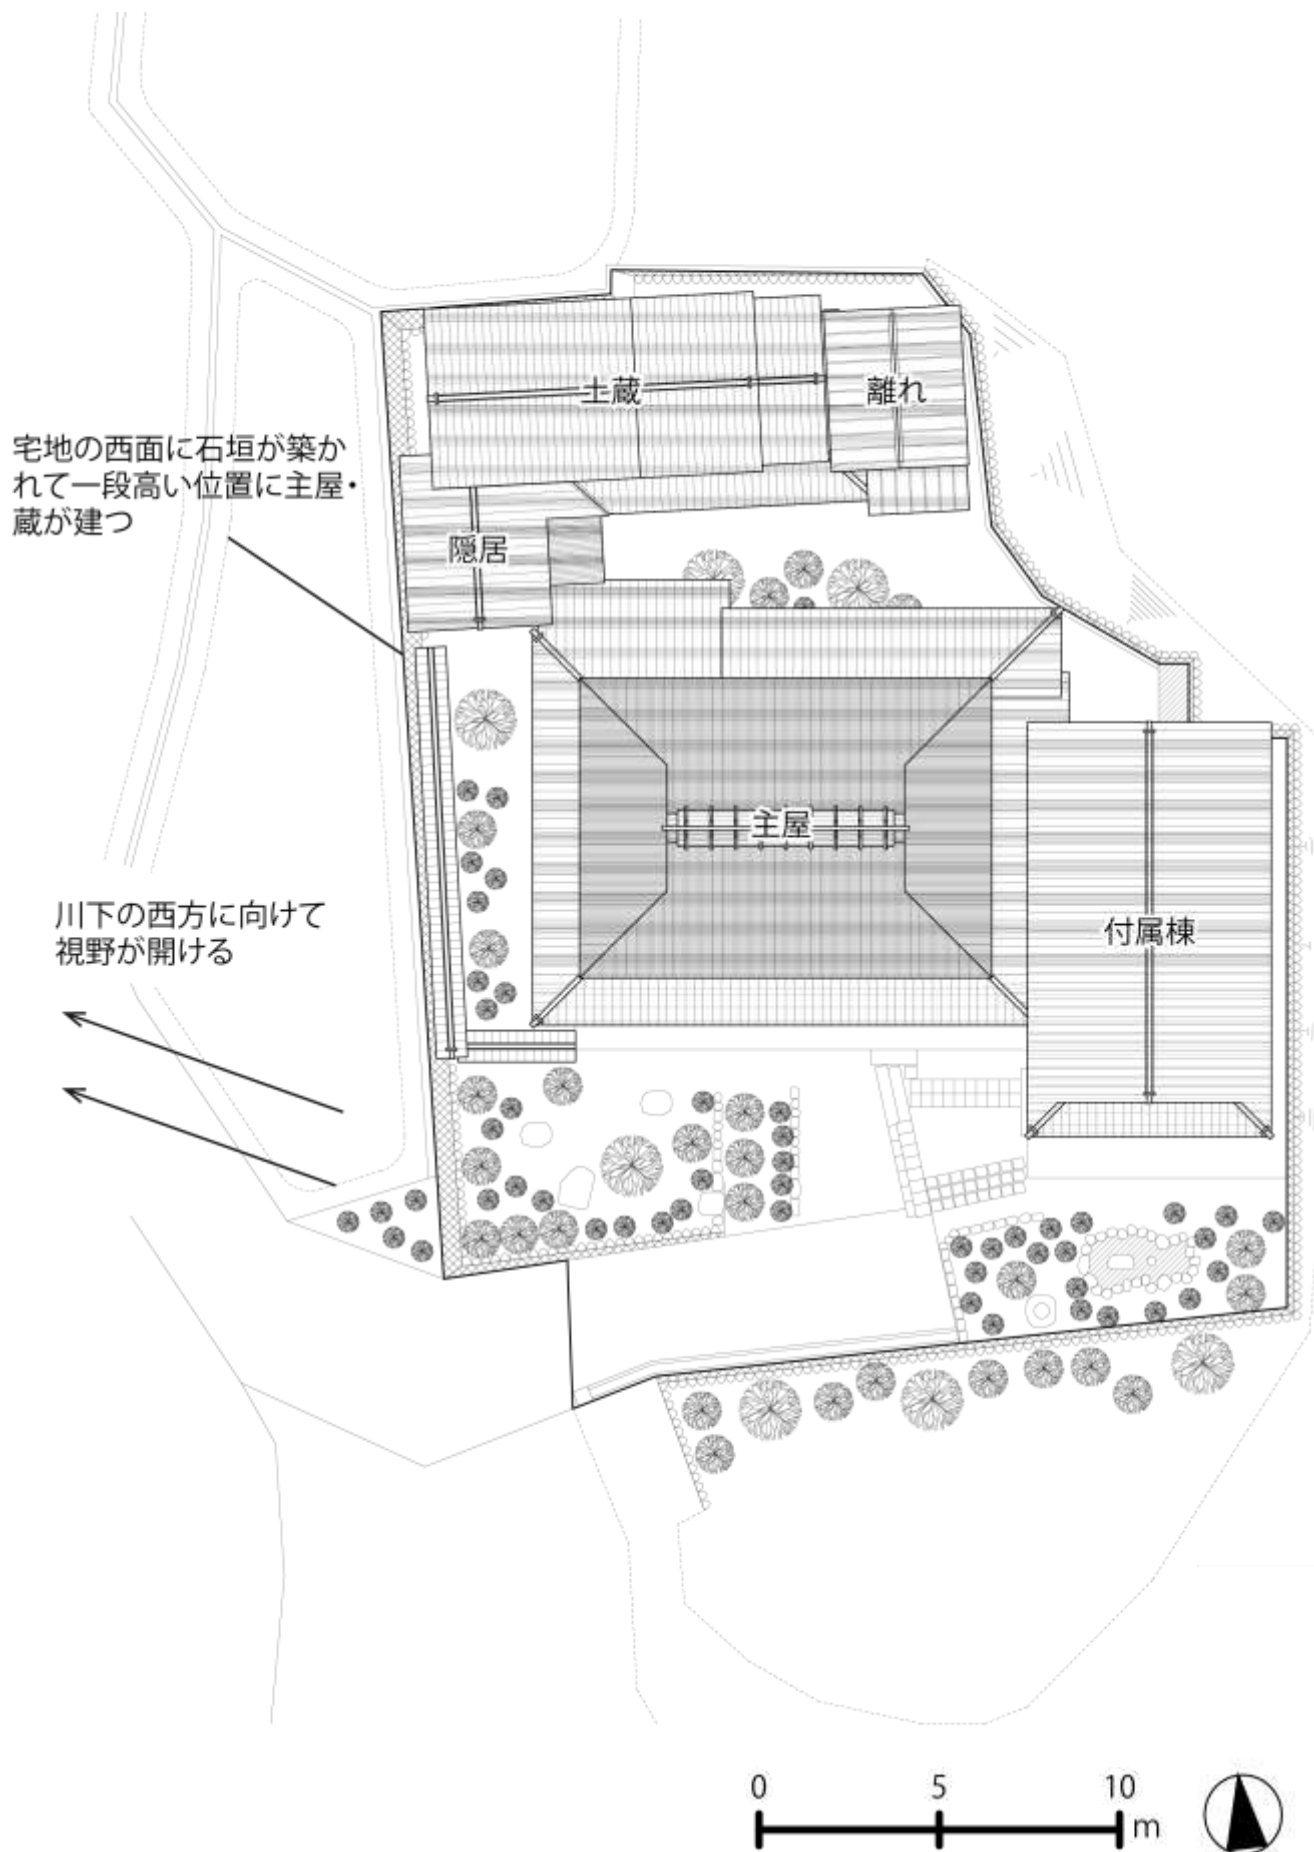 土蔵
離れ
宅地の西面に石垣が築か
れて一段高い位置に主屋・
蔵が建つ
隠居
主屋
川下の西方に向けて
視野が開ける
付属棟
0 5 10
m